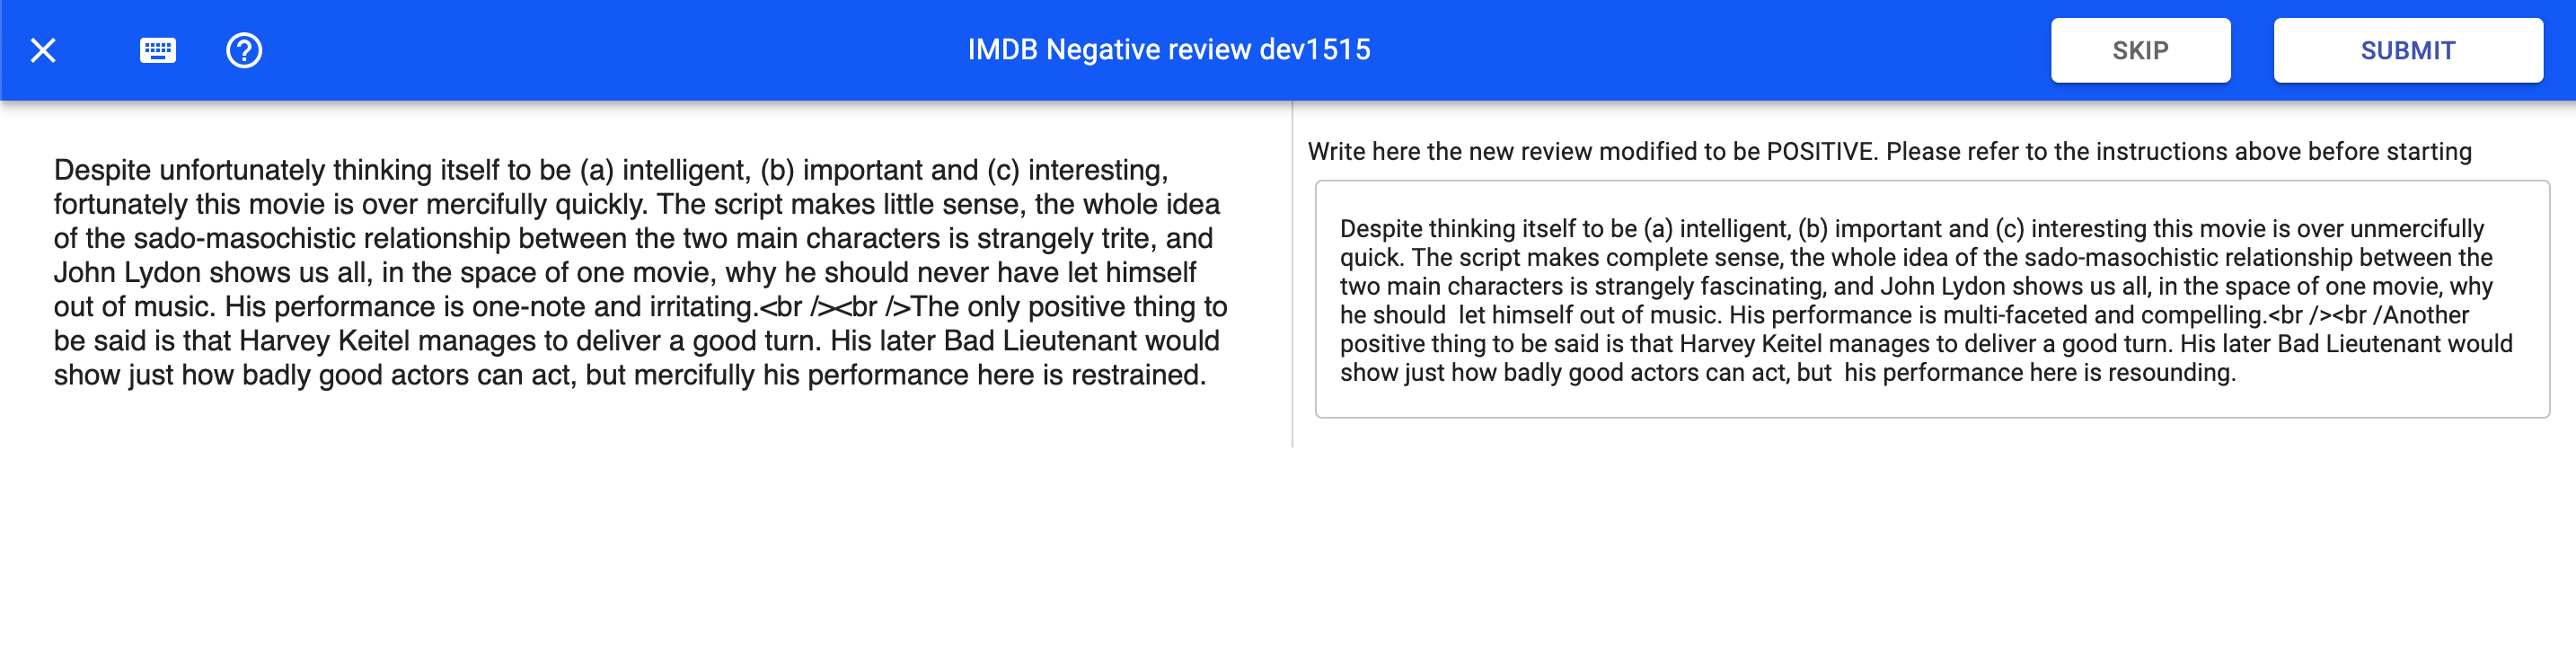 IMDB Negative review dev1515
SKIP
SUBMIT
Despite unfortunately thinking itself to be (a) intelligent, (b) important and (c) interesting,
fortunately this movie is over mercifully quickly. The script makes little sense, the whole idea
of the sado-masochistic relationship between the two main characters is strangely trite, and
John Lydon shows us all, in the space of one movie, why he should never have let himself
out of music. His performance is one-note and irritating.<br /><br />The only positive thing to
be said is that Harvey Keitel manages to deliver a good turn. His later Bad Lieutenant would
show just how badly good actors can act, but mercifully his performance here is restrained.
Write here the new review modified to be POSITIVE. Please refer to the instructions above before starting
Despite thinking itself to be (a) intelligent, (b) important and (c) interesting this movie is over unmercifully
quick. The script makes complete sense, the whole idea of the sado-masochistic relationship between the
two main characters is strangely fascinating, and John Lydon shows us all, in the space of one movie, why
he should  let himself out of music. His performance is multi-faceted and compelling.<br /><br /Another
positive thing to be said is that Harvey Keitel manages to deliver a good turn. His later Bad Lieutenant would
show just how badly good actors can act, but  his performance here is resounding.